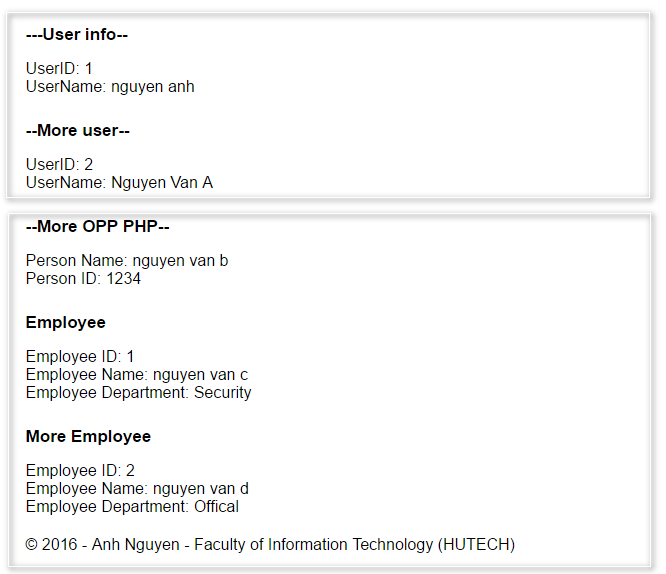 ---User info--
UserID: 1
UserName: nguyen anh
--More user--
UserID: 2
UserName: Nguyen Van A
--More OPP PHP--
Person Name: nguyen van b
Person ID: 1234
Employee
Employee ID: 1
Employee Name: nguyen van c
Employee Department: Security
More Employee
Employee ID: 2
Employee Name: nguyen van d
Employee Department: Offical
© 2016 - Anh Nguyen - Faculty of Information Technology (HUTECH)